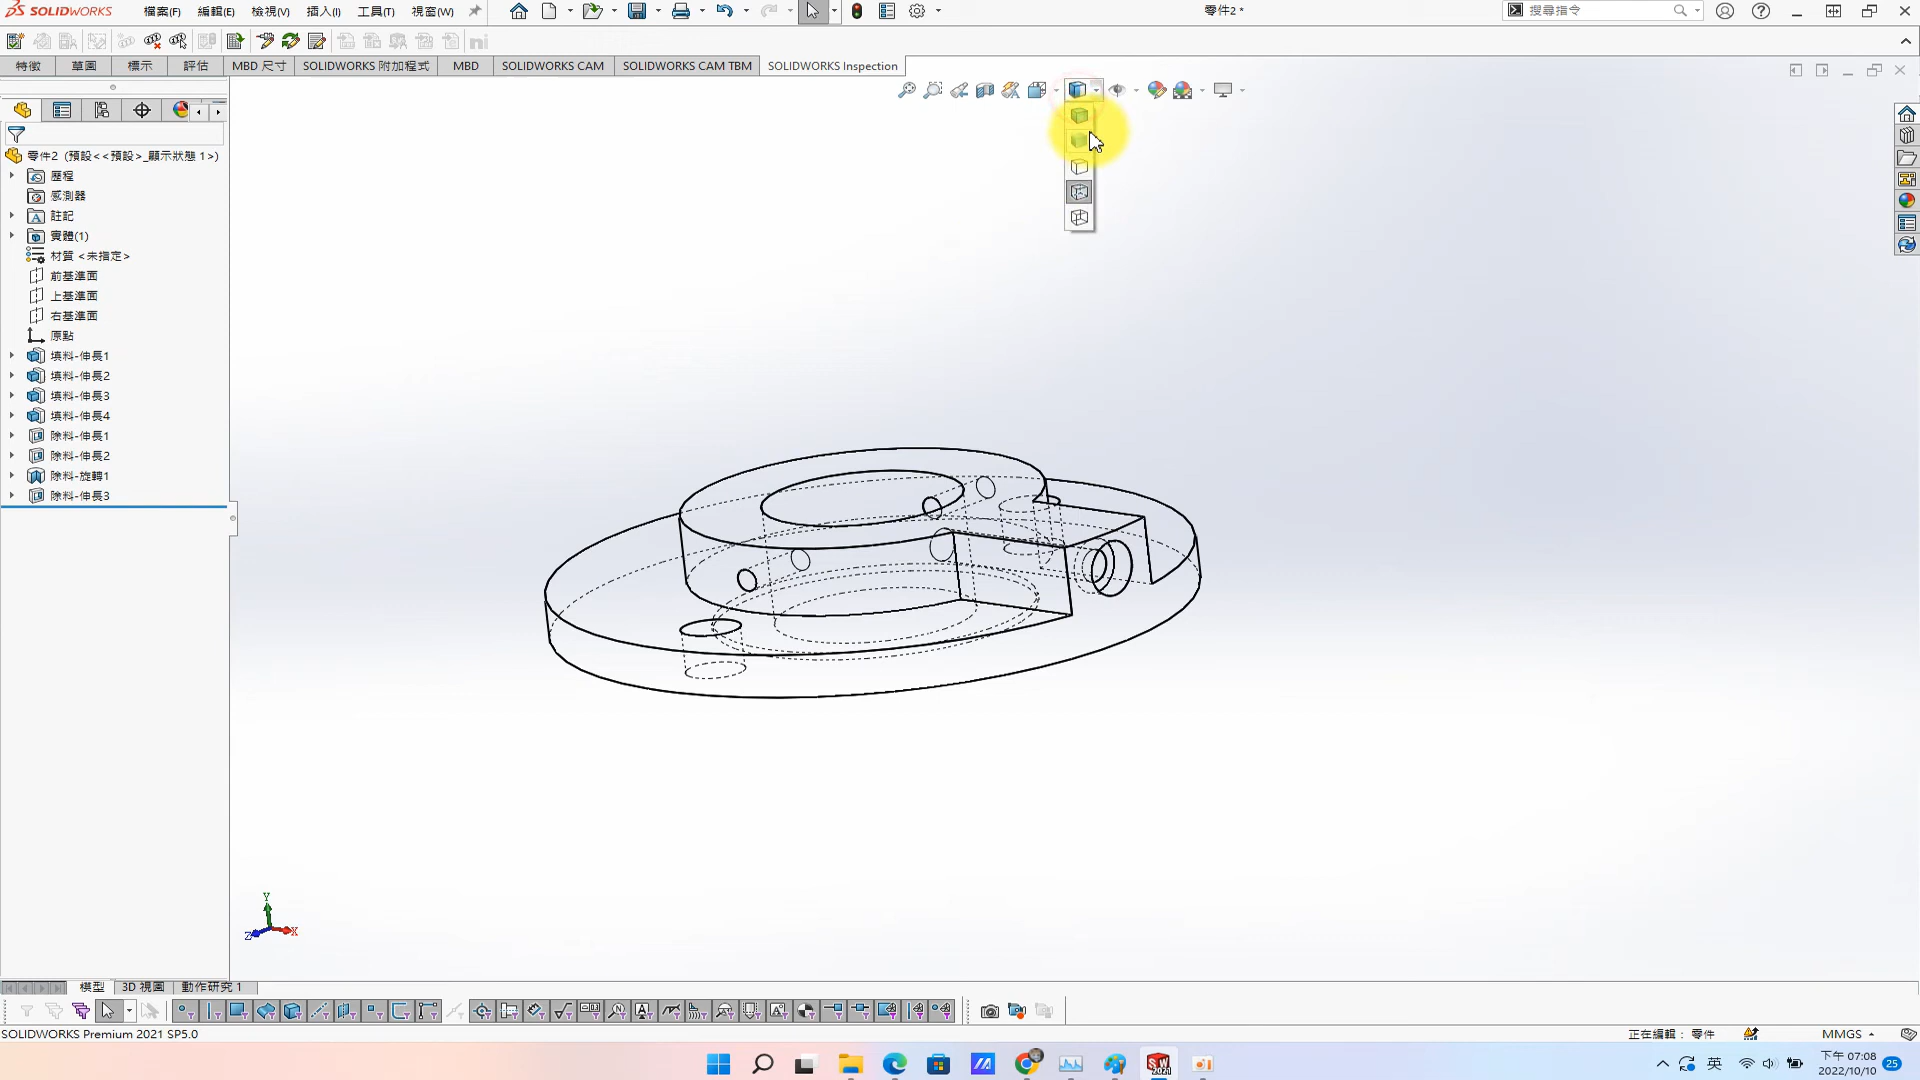 SOLIDWORKS 檔案(F) 編輯(E) 檢視(V) 插入(I) 工具(T) 視窗(W) 零件2 * 搜尋指令
特徵 草圖 標示 評估 MBD 尺寸 SOLIDWORKS 附加程式 MBD SOLIDWORKS CAM SOLIDWORKS CAM TBM SOLIDWORKS Inspection
零件2 (預設<<預設>_顯示狀態 1>)
歷程
感測器
註記
實體(1)
材質 <未指定>
前基準面
上基準面
右基準面
原點
填料-伸長1
填料-伸長2
填料-伸長3
填料-伸長4
除料-伸長1
除料-伸長2
除料-旋轉1
除料-伸長3
Y
Z X
模型 3D 視圖 動作研究 1
SOLIDWORKS Premium 2021 SP5.0 正在編輯： 零件 MMGS
英 下午 07:08
2022/10/10 25